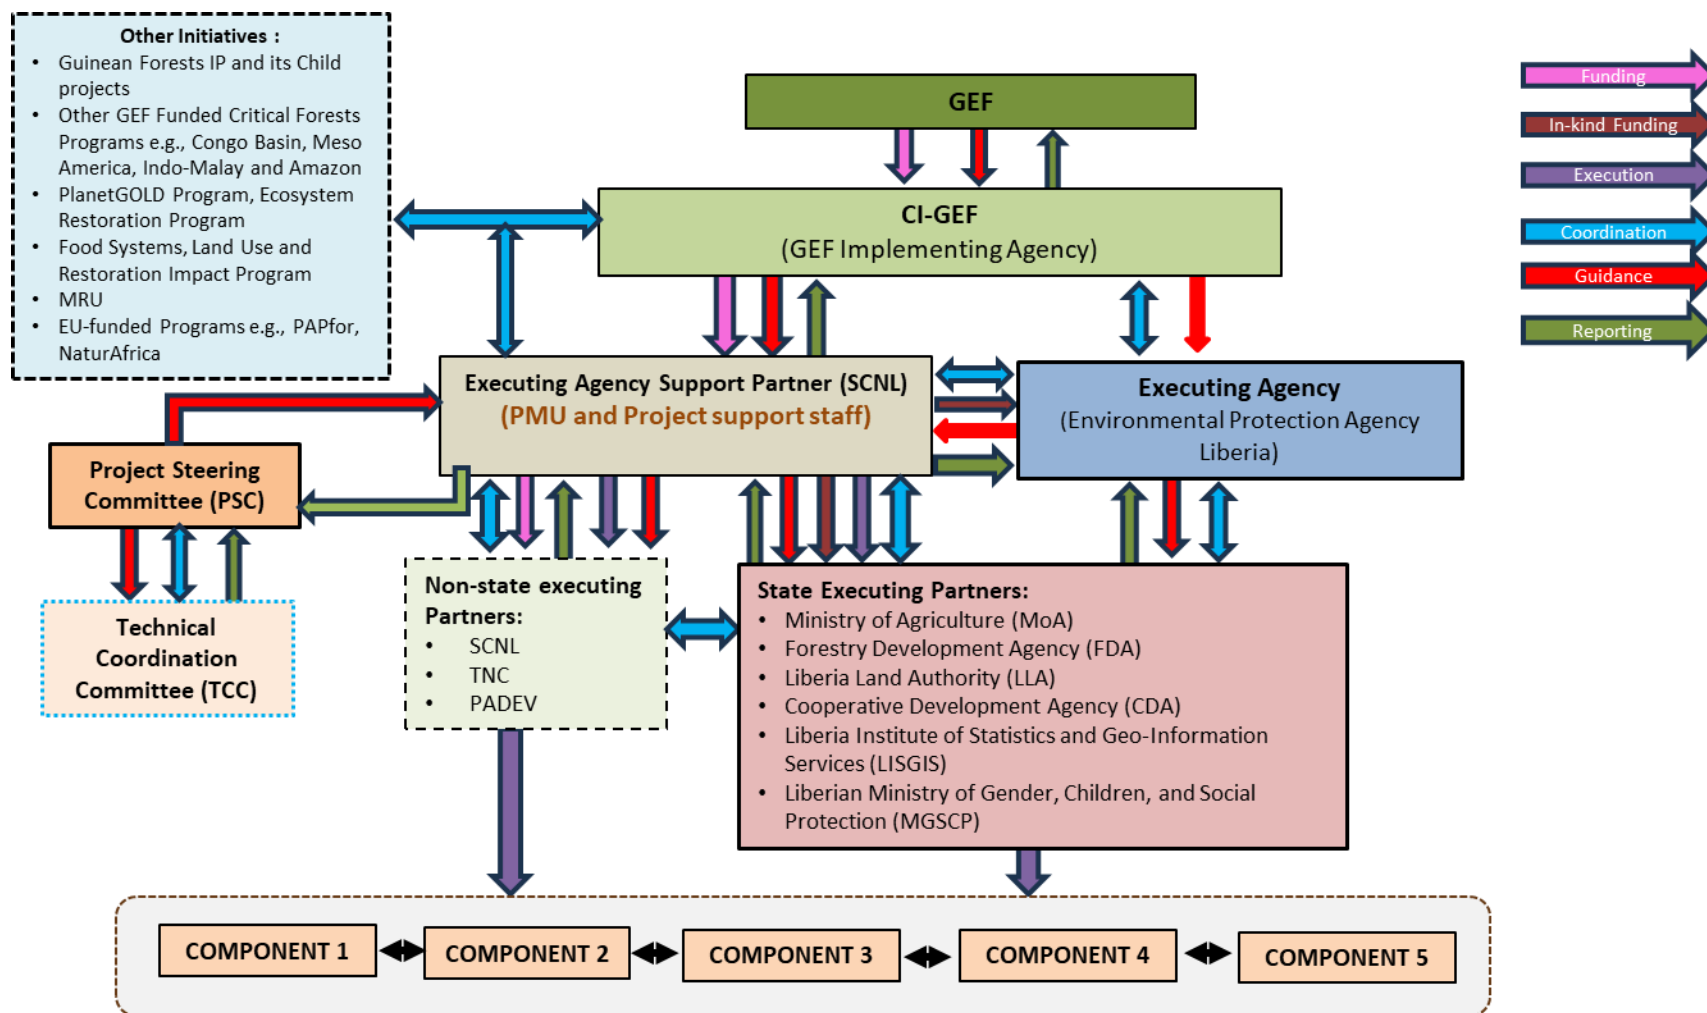 Other Initiatives :
• Guinean Forests IP and its Child
projects
• Other GEF Funded Critical Forests
Programs e.g., Congo Basin, Meso
America, Indo-Malay and Amazon
• PlanetGOLD Program, Ecosystem
Restoration Program
• Food Systems, Land Use and
Restoration Impact Program
• MRU
• EU-funded Programs e.g., PAPfor,
NaturAfrica
GEF
CI-GEF
(GEF Implementing Agency)
Funding
In-kind Funding
Execution
Coordination
Guidance
Reporting
Executing Agency Support Partner (SCNL)
(PMU and Project support staff)
Executing Agency
(Environmental Protection Agency
Liberia)
Project Steering
Committee (PSC)
Technical
Coordination
Committee (TCC)
Non-state executing
Partners:
• SCNL
• TNC
• PADEV
State Executing Partners:
• Ministry of Agriculture (MoA)
• Forestry Development Agency (FDA)
• Liberia Land Authority (LLA)
• Cooperative Development Agency (CDA)
• Liberia Institute of Statistics and Geo-Information
Services (LISGIS)
• Liberian Ministry of Gender, Children, and Social
Protection (MGSCP)
COMPONENT 1
COMPONENT 2
COMPONENT 3
COMPONENT 4
COMPONENT 5